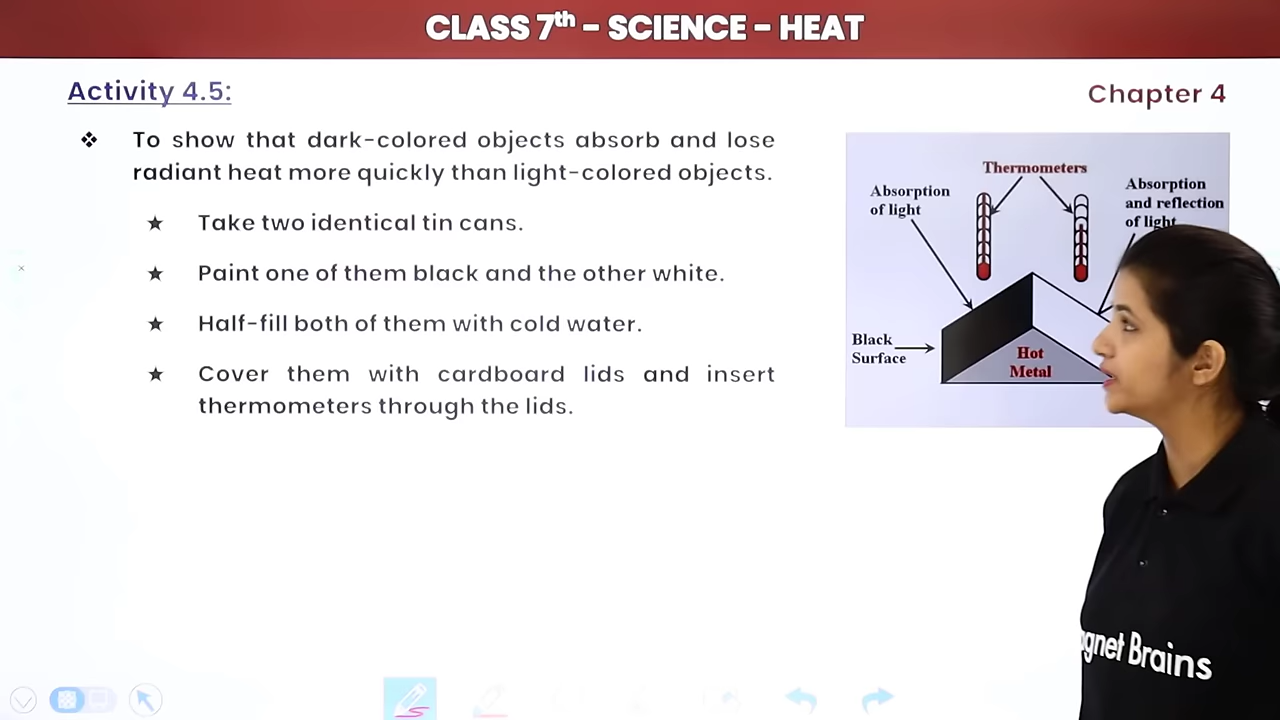 CLASS 7th - SCIENCE - HEAT
Activity 4.5:
Chapter 4
To show that dark-colored objects absorb and lose
radiant heat more quickly than light-colored objects.
Take two identical tin cans.
Paint one of them black and the other white.
Half-fill both of them with cold water.
Cover them with cardboard lids and insert
thermometers through the lids.
Thermometers
Absorption
of light
Absorption
and reflection
of light
Black
Surface
Hot
Metal
Brains